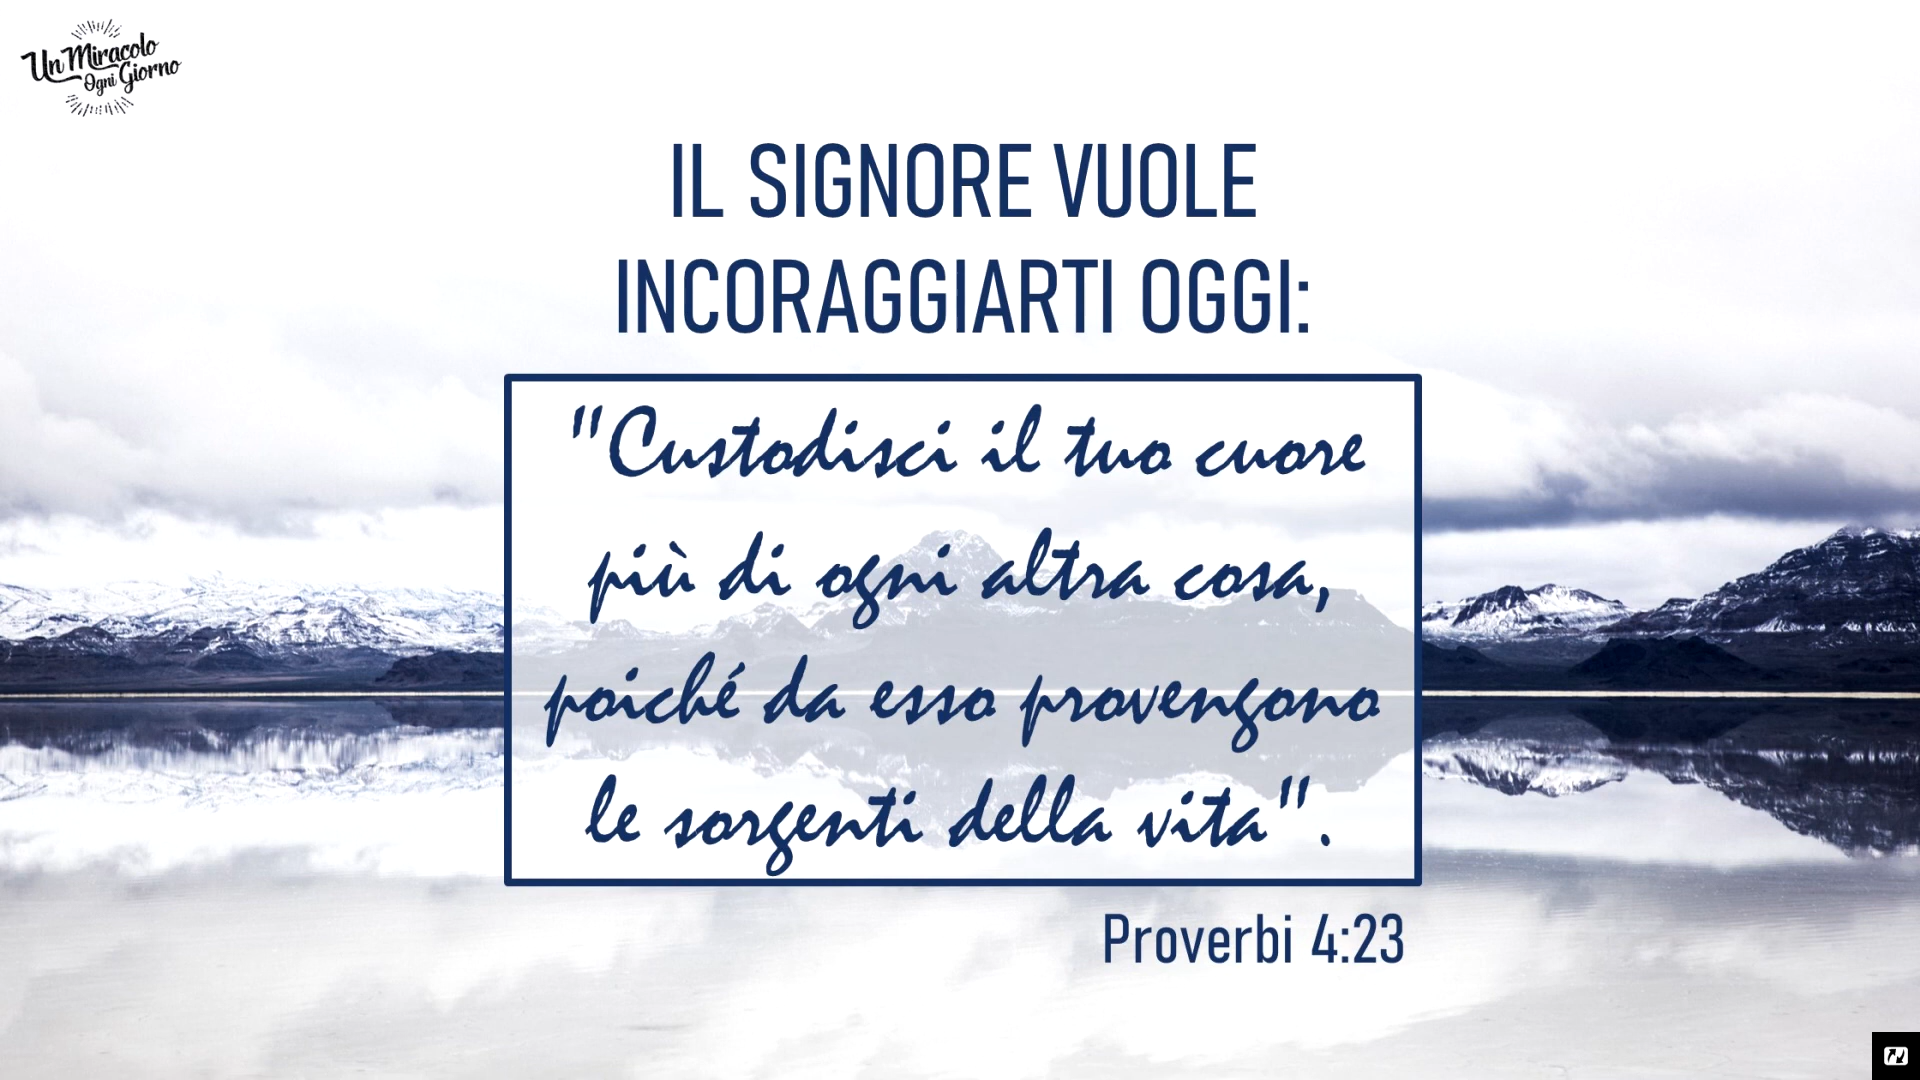 Un Miracolo
Ogni Giorno
IL SIGNORE VUOLE
INCORAGGIARTI OGGI:
"Custodisci il tuo cuore
più di ogni altra cosa,
poiché da esso provengono
le sorgenti della vita".
Proverbi 4:23